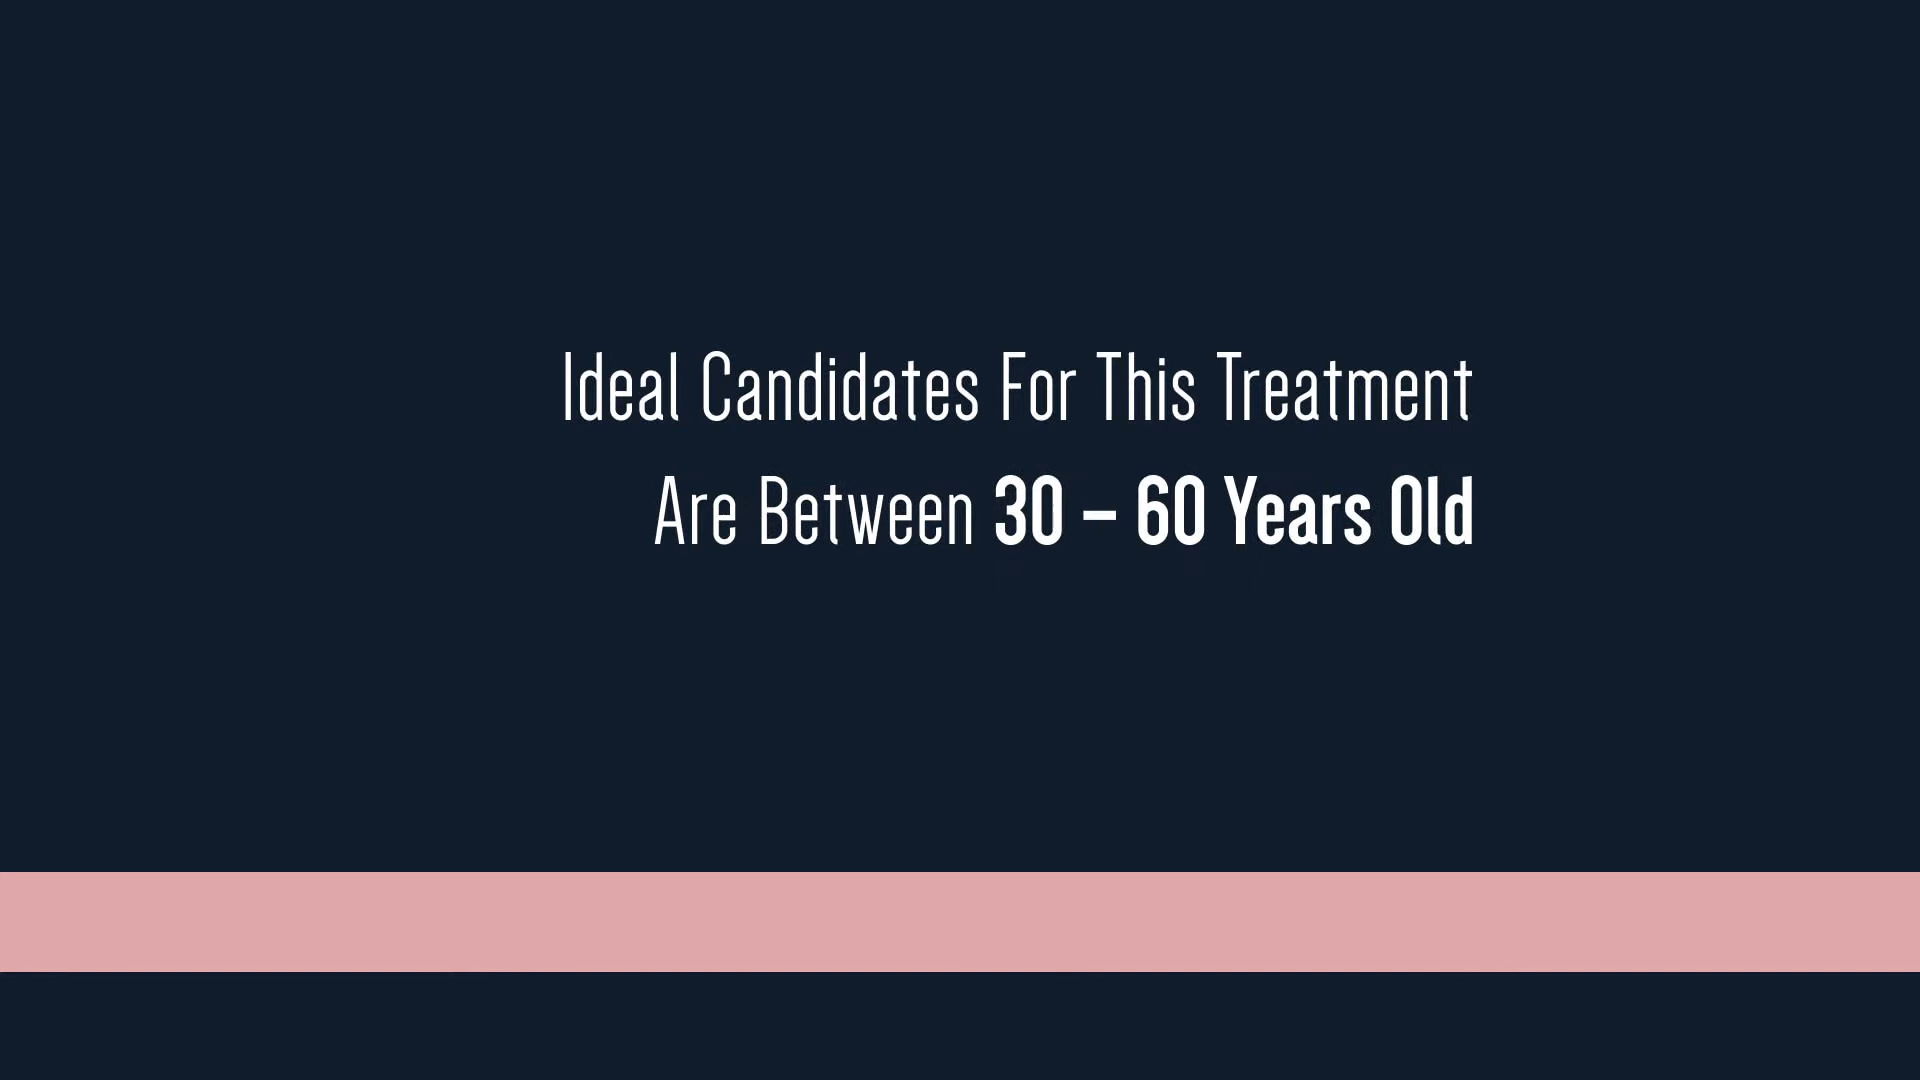 Ideal Candidates For This Treatment
Are Between 30 – 60 Years Old